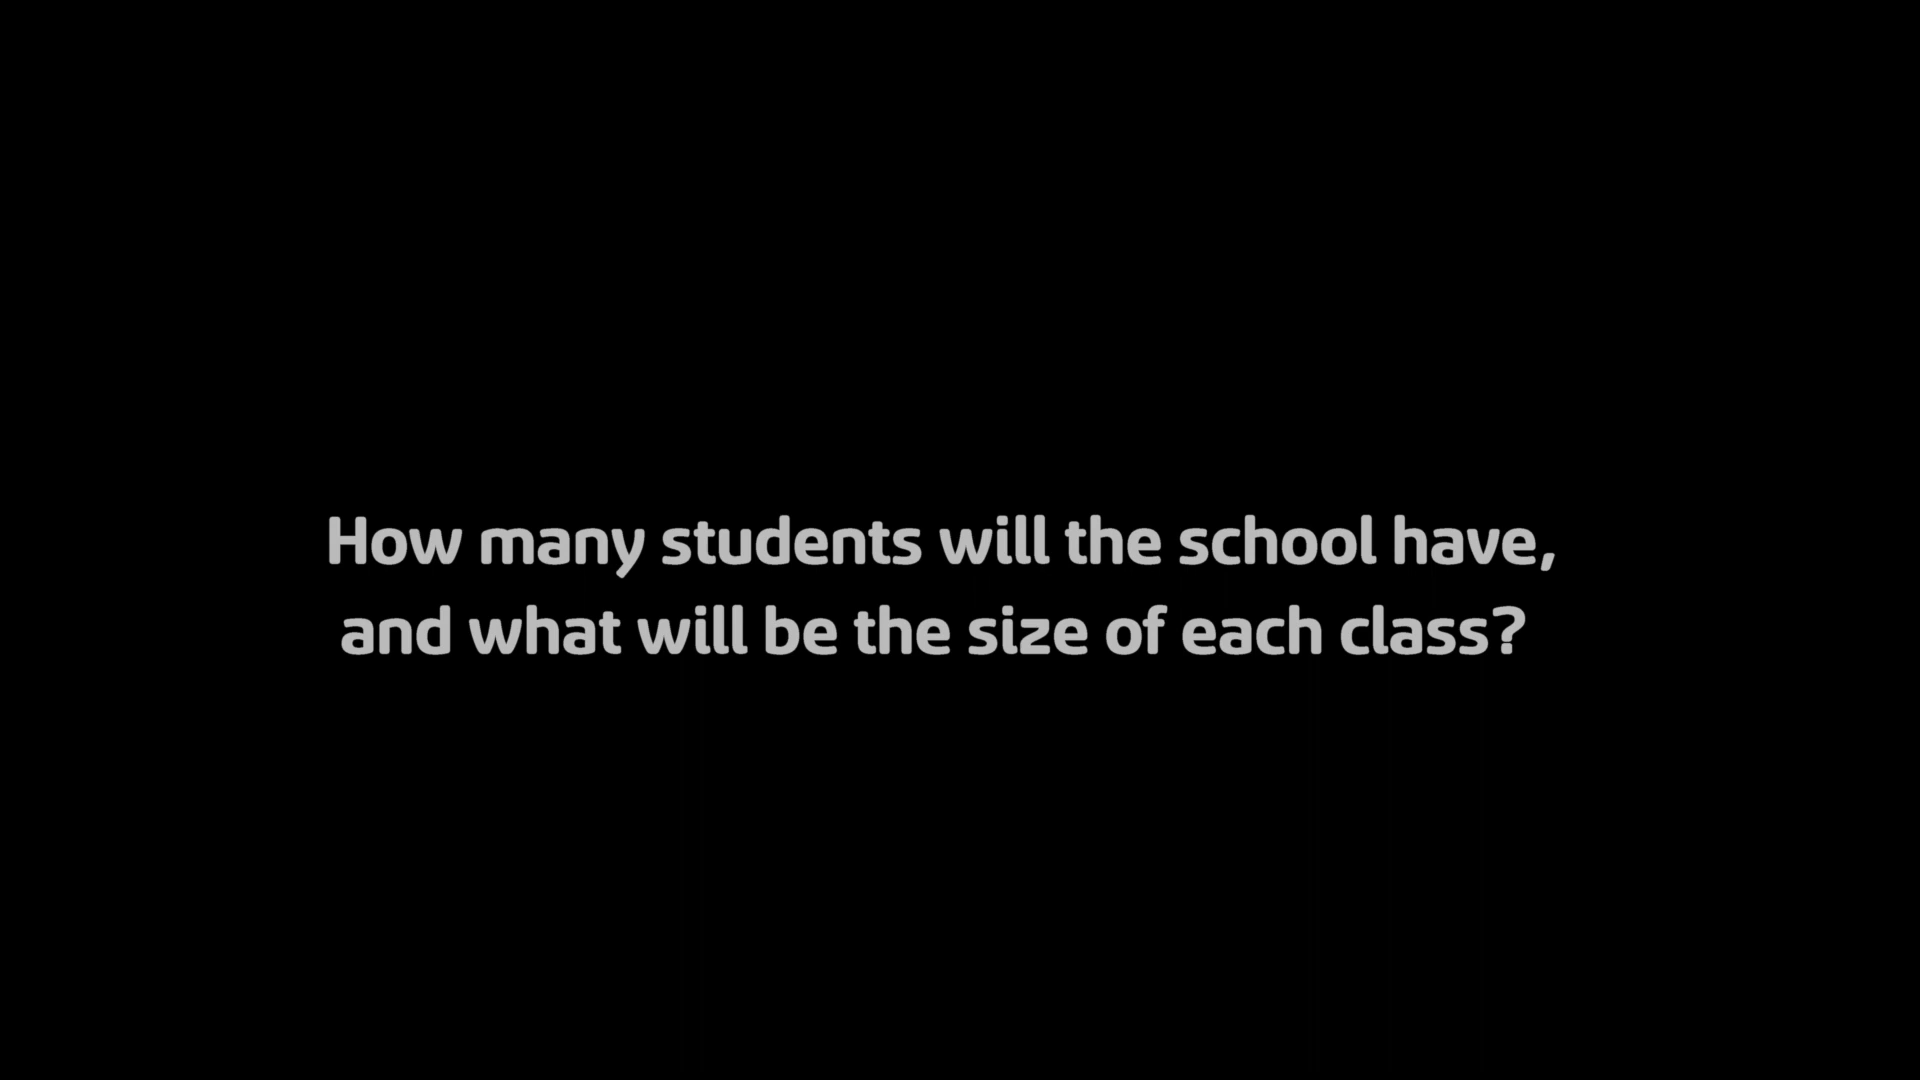 How many students will the school have,
and what will be the size of each class?